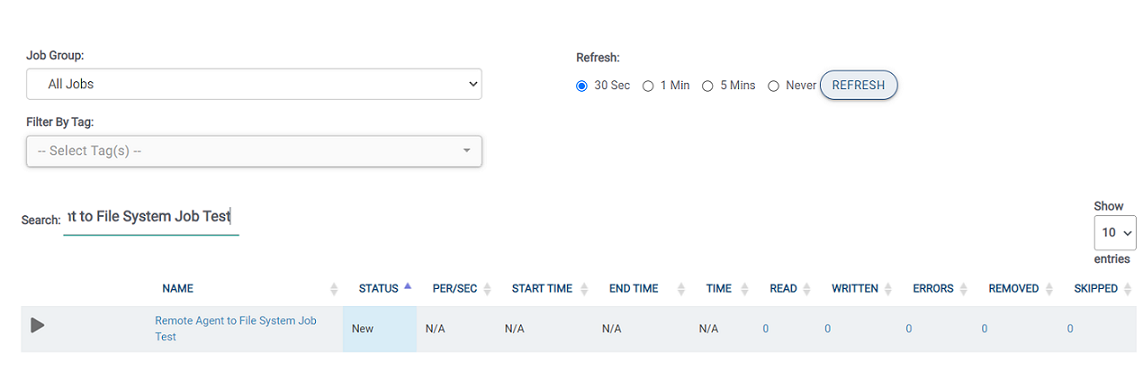 Job Group:
Refresh:
All Jobs
30 Sec 1 Min 5 Mins Never REFRESH
Filter By Tag:
-- Select Tag(s) --
Search: to File System Job Test
Show
10
entries
NAME STATUS PER/SEC START TIME END TIME TIME READ WRITTEN ERRORS REMOVED SKIPPED
Remote Agent to File System Job
Test
New N/A N/A N/A N/A 0 0 0 0 0